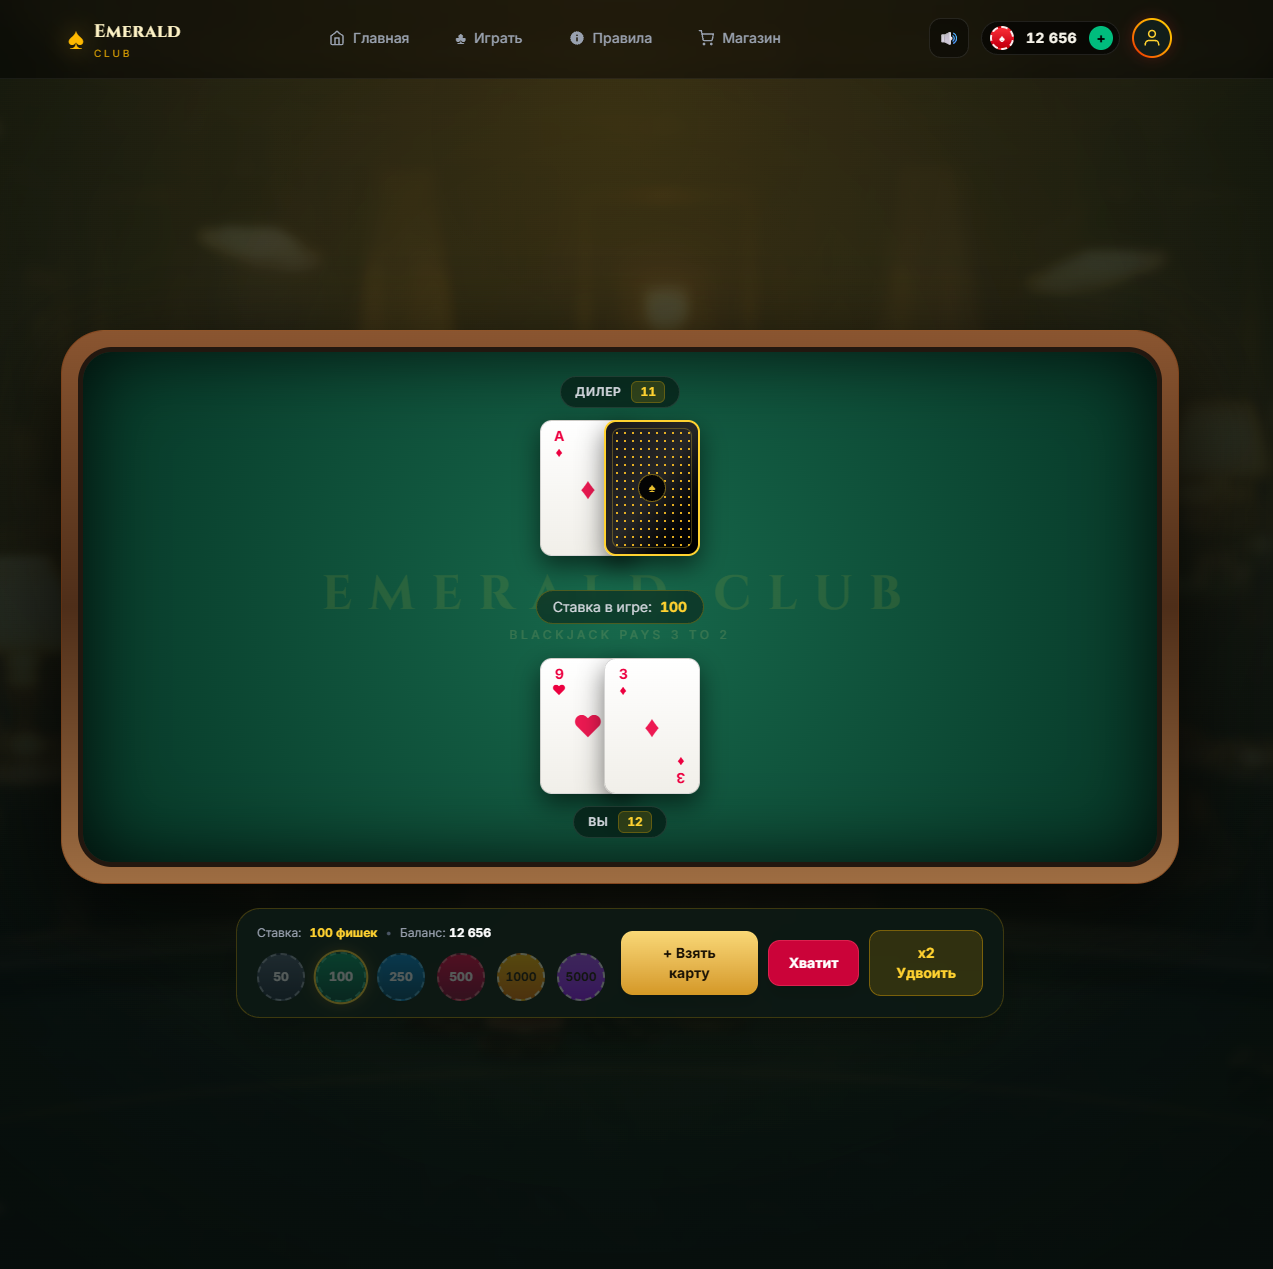 Emerald
CLUB
Главная
Играть
Правила
Магазин
12 656
+
ДИЛЕР 11
A
EMERALD CLUB
Ставка в игре: 100
BLACKJACK PAYS 3 TO 2
9
3
3
ВЫ 12
Ставка: 100 фишек • Баланс: 12 656
50
100
250
500
1000
5000
+ Взять
карту
Хватит
x2
Удвоить